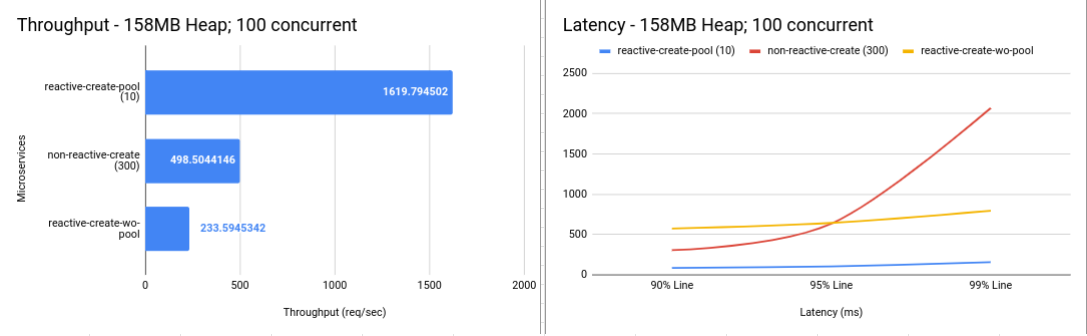 Throughput - 158MB Heap; 100 concurrent
Microservices
reactive-create-pool
(10)
1619.794502
non-reactive-create
(300)
498.5044146
reactive-create-wo-
pool
233.5945342
0 500 1000 1500 2000
Throughput (req/sec)
Latency - 158MB Heap; 100 concurrent
reactive-create-pool (10) non-reactive-create (300) reactive-create-wo-pool
2500
2000
1500
1000
500
0
90% Line 95% Line 99% Line
Latency (ms)